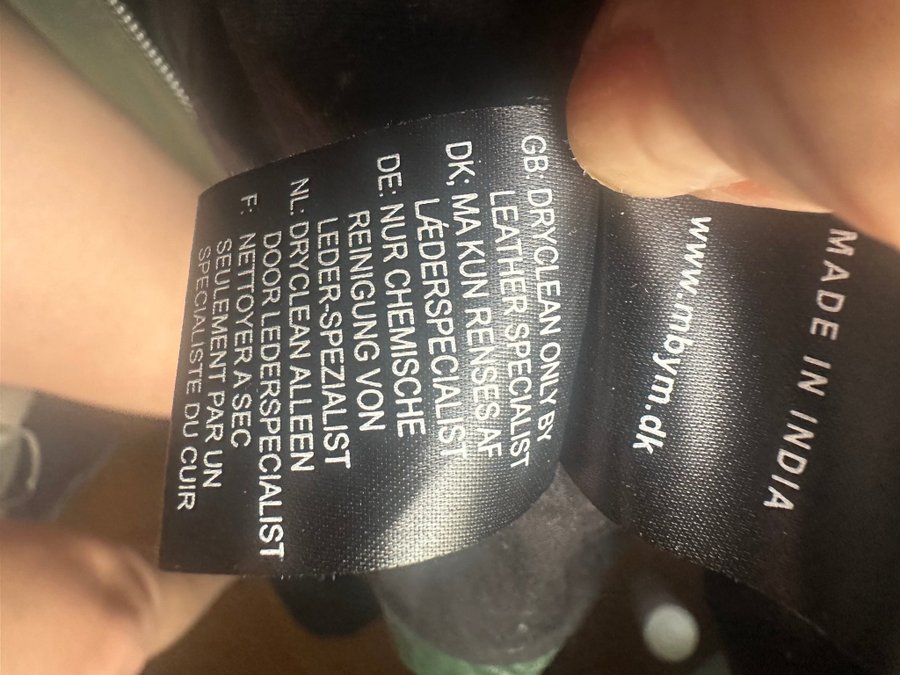 MADE IN INDIA
www.mbym.dk
GB: DRYCLEAN ONLY BY
LEATHER SPECIALIST
DK; MA KUN RENSES AF
LÆDERSPECIALIST
DE: NUR CHEMISCHE
REINIGUNG VON
LEDER-SPEZIALIST
NL: DRYCLEAN ALLEEN
DOOR LEDERSPECIALIST
F: NETTOYER A SEC
SEULEMENT PAR UN
SPECIALISTE DU CUIR